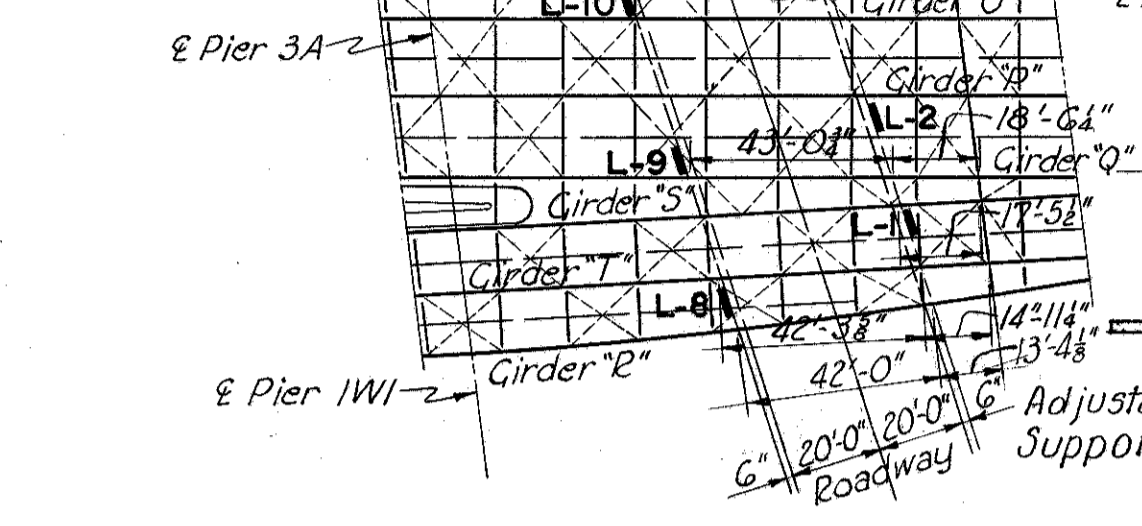 L-10
Girder "O"
℄ Pier 3A
Girder "P"
L-2
18'-6¼"
43'-0¾"
L-9
Girder "Q"
Girder "S"
L-1
17'-5½"
Girder "T"
L-8
42'-3⅝"
14'-11¼"
Girder "R"
13'-4⅛"
℄ Pier 1W1
42'-0"
6"
Adjusta
20'-0" 20'-0"
Suppor
6"
Roadway